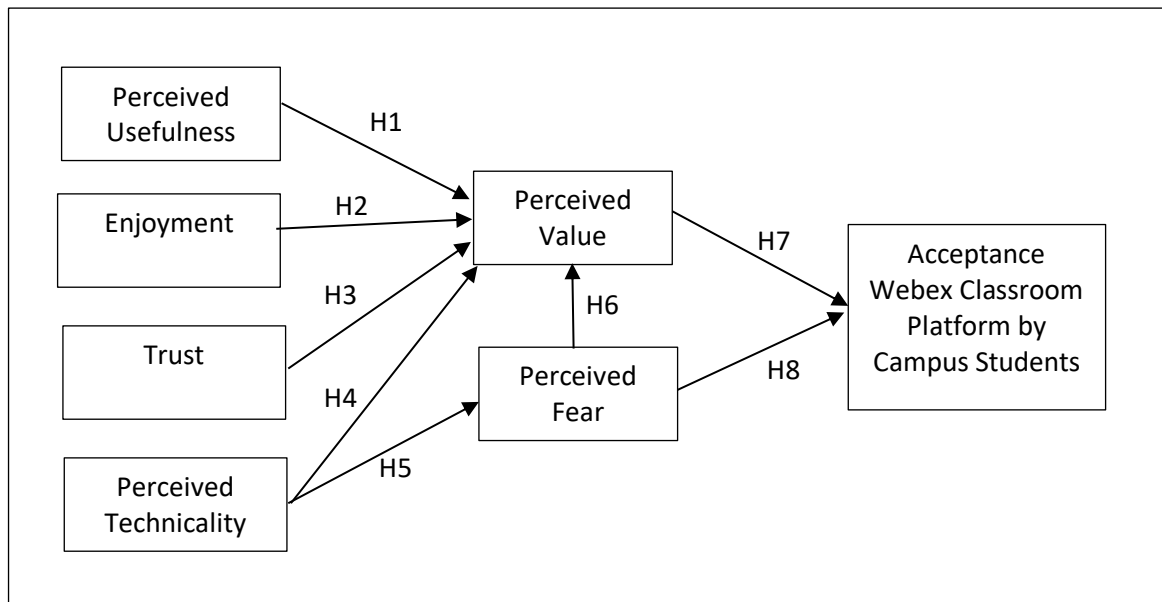 Perceived
Usefulness
H1
Enjoyment
H2
Trust
H3
Perceived
Technicality
H4
H5
Perceived
Value
H6
Perceived
Fear
H7
H8
Acceptance
Webex Classroom
Platform by
Campus Students